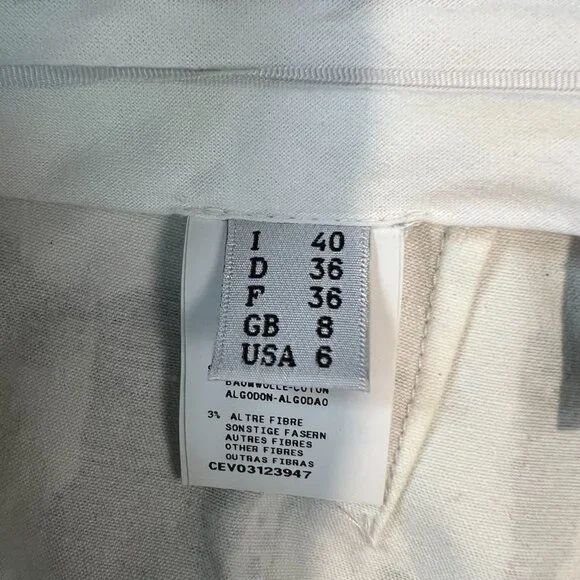 I 40
D 36
F 36
GB 8
USA 6
BAUMWOLLE-COTON
ALGODON-ALGODAO
3% ALTRE FIBRE
SONSTIGE FASERN
AUTRES FIBRES
OTHER FIBRES
OUTRAS FIBRAS
CEVO3123947